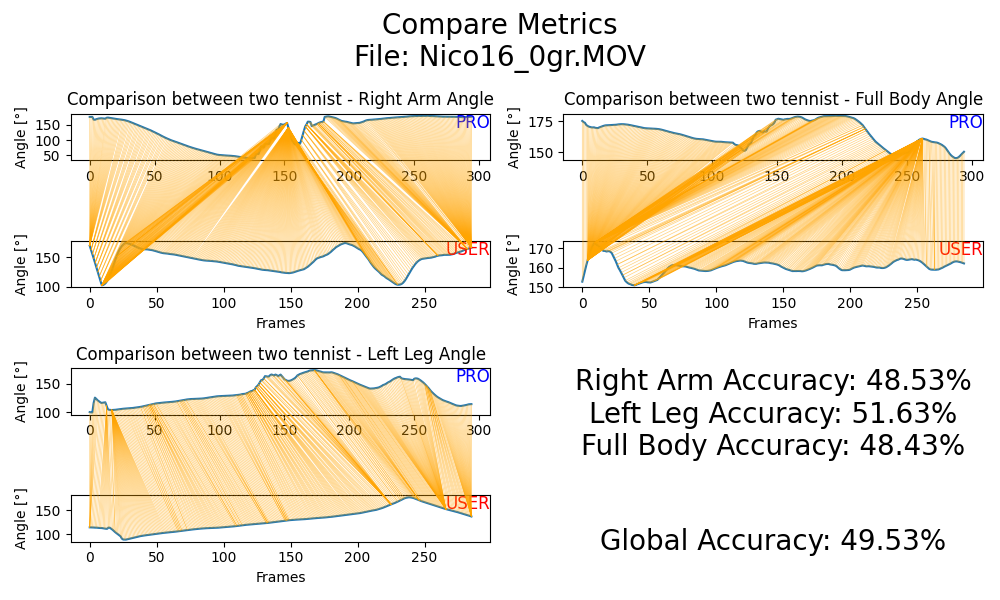 Compare Metrics
File: Nico16_0gr.MOV
Comparison between two tennist - Right Arm Angle
Angle [°]
150
100
50
PRO
0 50 100 150 200 250 300
Angle [°]
150
100
USER
0 50 100 150 200 250
Frames
Comparison between two tennist - Full Body Angle
Angle [°]
175
150
PRO
0 50 100 150 200 250 300
Angle [°]
170
160
150
USER
0 50 100 150 200 250
Frames
Comparison between two tennist - Left Leg Angle
Angle [°]
150
100
PRO
0 50 100 150 200 250 300
Angle [°]
150
100
USER
0 50 100 150 200 250
Frames
Right Arm Accuracy: 48.53%
Left Leg Accuracy: 51.63%
Full Body Accuracy: 48.43%
Global Accuracy: 49.53%